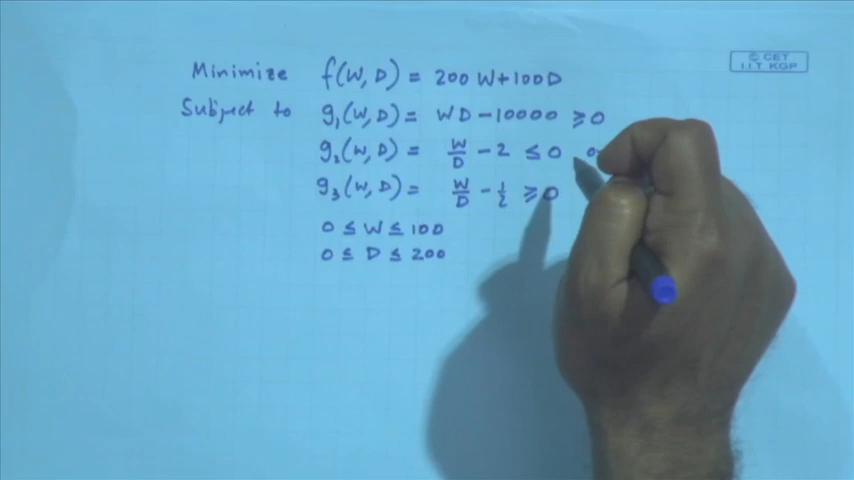 © CET
I.I.T. KGP
Minimize f(W, D) = 200 W + 100D
Subject to g₁(W, D) = WD - 10000 ≥ 0
g₂(W, D) = W/D - 2 ≤ 0
g₃(W, D) = W/D - 1/2 ≥ 0
0 ≤ W ≤ 100
0 ≤ D ≤ 200